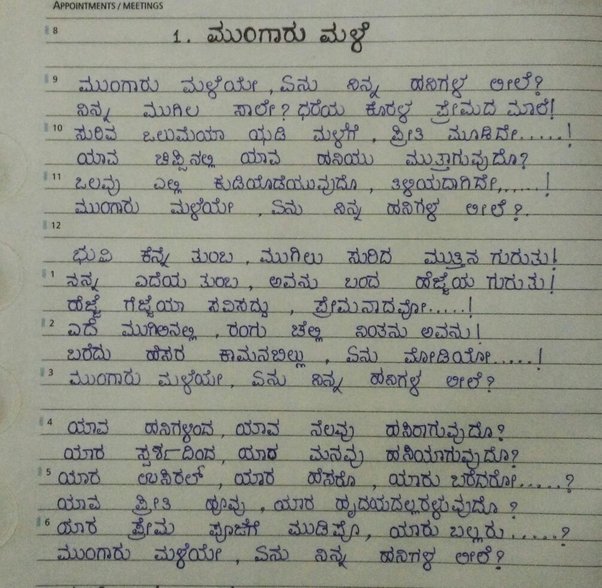 APPOINTMENTS / MEETINGS
8
1. ಮುಂಗಾರು ಮಳೆ
9 ಮುಂಗಾರು ಮಳೆಯೇ, ಏನು ನಿನ್ನ ಹನಿಗಳ ಲೀಲೆ?
ನಿನ್ನ ಮುಗಿಲ ಸಾಲೇ? ಧರೆಯ ಕೊರಳ ಪ್ರೇಮದ ಮಾಲೆ!
10 ಸುರಿವ ಒಲುಮೆಯಾ ಝಡಿ ಮಳೆಗೆ, ಪ್ರೀತಿ ಮೂಡಿದೇ.....!
ಯಾವ ಚಿಪ್ಪಿನಲ್ಲಿ ಯಾವ ಹನಿಯು ಮುತ್ತಾಗುವುದೊ?
11 ಒಲವು ಎಲ್ಲಿ ಕುಡಿಯೊಡೆಯುವುದೊ, ತಿಳಿಯದಾಗಿದೇ......!
ಮುಂಗಾರು ಮಳೆಯೇ, ಏನು ನಿನ್ನ ಹನಿಗಳ ಲೀಲೆ?
12
ಭುವಿ ಕೆನ್ನೇ ತುಂಬ, ಮುಗಿಲು ಸುರಿದ ಮುತ್ತಿನ ಗುರುತು!
1 ನನ್ನ ಎದೆಯ ತುಂಬ, ಅವನು ಬಂದ ಹೆಜ್ಜೆಯ ಗುರುತು!
ಹೆಜ್ಜೆ ಗೆಜ್ಜೆಯಾ ಸವಿಸದ್ದು, ಪ್ರೇಮನಾದವೋ.....!
2 ಎದೆ ಮುಗಿಲಿನಲ್ಲಿ, ರಂಗು ಚೆಲ್ಲಿ ನಿಂತನು ಅವನು!
ಬರೆದು ಹೆಸರ ಕಾಮನಬಿಲ್ಲು, ಏನು ಮೋಡಿಯೋ.....!
3 ಮುಂಗಾರು ಮಳೆಯೇ, ಏನು ನಿನ್ನ ಹನಿಗಳ ಲೀಲೆ?
4 ಯಾವ ಹನಿಗಳಿಂದ, ಯಾವ ನೆಲವು ಹಸಿರಾಗುವುದೊ?
ಯಾರ ಸ್ಪರ್ಶದಿಂದ, ಯಾರ ಮನವು ಹಸಿಯಾಗುವುದೊ?
5 ಯಾರ ಉಸಿರಲ್, ಯಾರ ಹೆಸರೊ, ಯಾರು ಬರೆದರೋ.....?
ಯಾವ ಪ್ರೀತಿ ಹೂವು, ಯಾರ ಹೃದಯದಲ್ಲರಳುವುದೊ?
6 ಯಾರ ಪ್ರೇಮ ಪೂಜೆಗೆ ಮುಡಿಪೊ, ಯಾರು ಬಲ್ಲರು.....?
ಮುಂಗಾರು ಮಳೆಯೇ, ಏನು ನಿನ್ನ ಹನಿಗಳ ಲೀಲೆ?